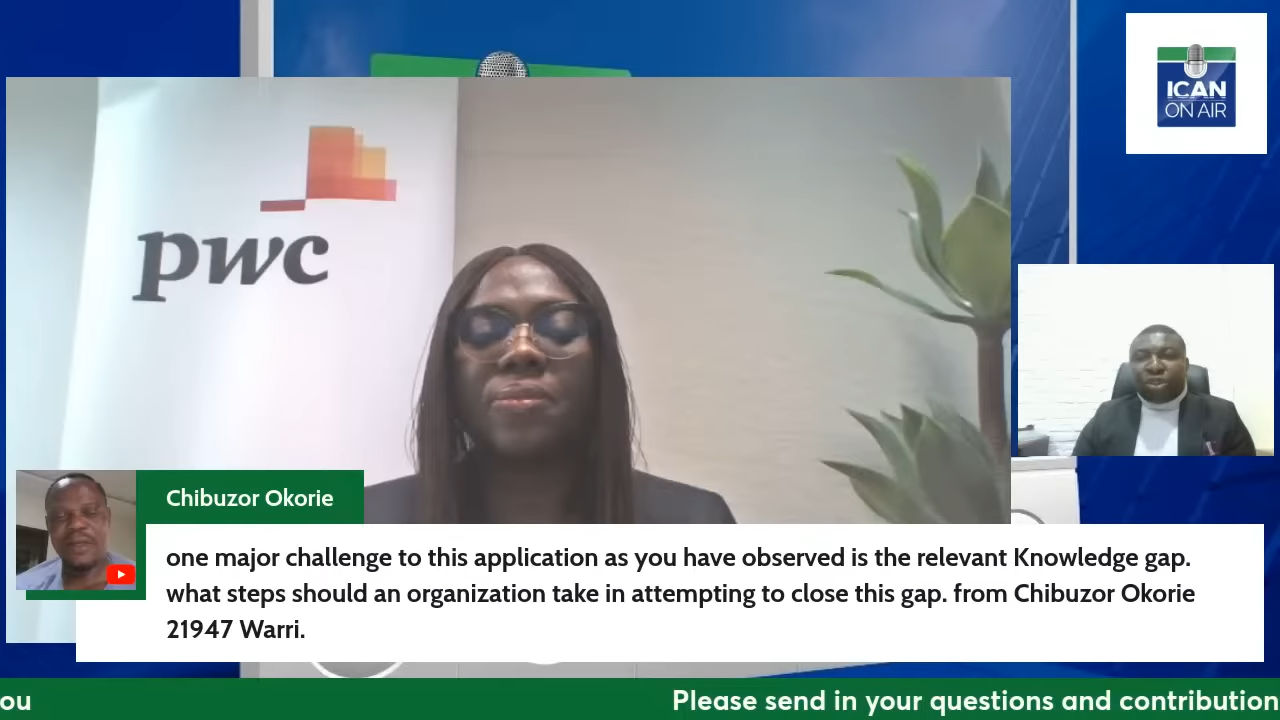 ICAN
ON AIR
pwc
Chibuzor Okorie
one major challenge to this application as you have observed is the relevant Knowledge gap.
what steps should an organization take in attempting to close this gap. from Chibuzor Okorie
21947 Warri.
ou
Please send in your questions and contribution